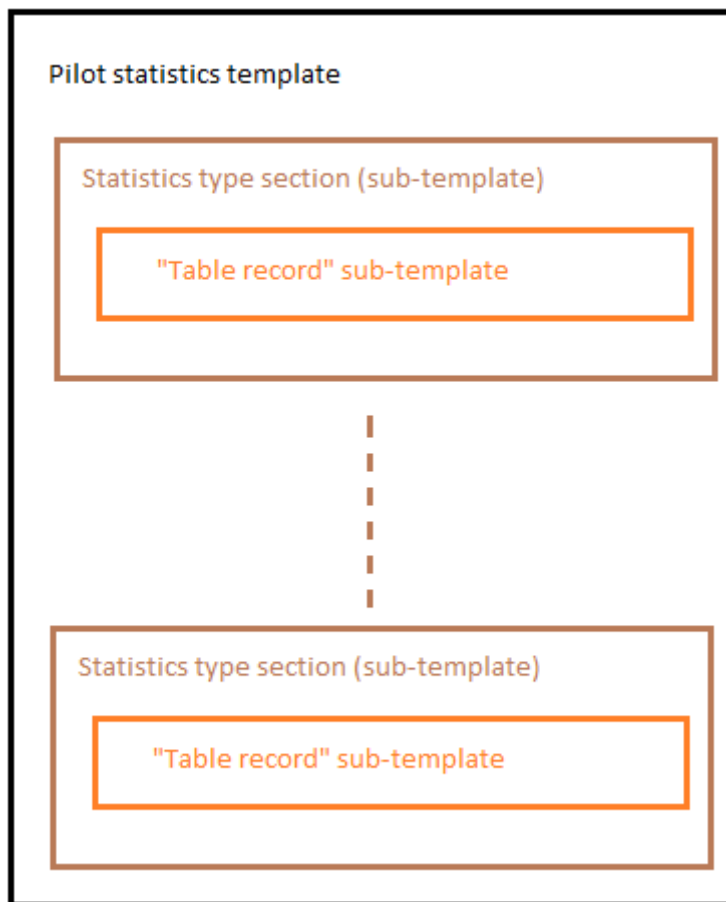 Pilot statistics template
Statistics type section (sub-template)
"Table record" sub-template
Statistics type section (sub-template)
"Table record" sub-template